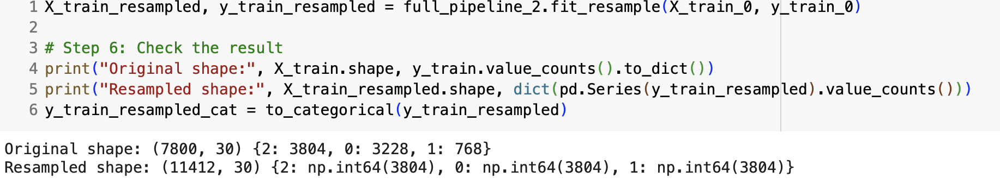 1 X_train_resampled, y_train_resampled = full_pipeline_2.fit_resample(X_train_0, y_train_0)
2
3 # Step 6: Check the result
4 print("Original shape:", X_train.shape, y_train.value_counts().to_dict())
5 print("Resampled shape:", X_train_resampled.shape, dict(pd.Series(y_train_resampled).value_counts()))
6 y_train_resampled_cat = to_categorical(y_train_resampled)
Original shape: (7800, 30) {2: 3804, 0: 3228, 1: 768}
Resampled shape: (11412, 30) {2: np.int64(3804), 0: np.int64(3804), 1: np.int64(3804)}